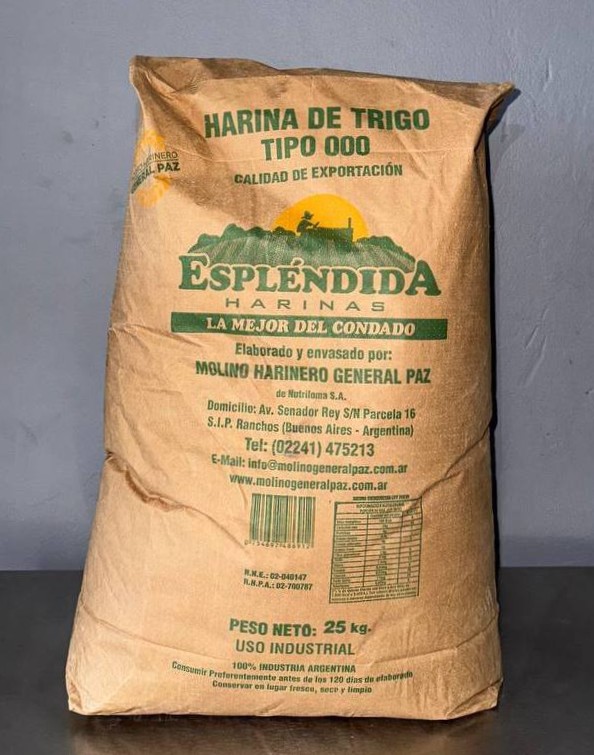 HARINA DE TRIGO
TIPO 000
CALIDAD DE EXPORTACIÓN
GENERAL PAZ
ESPLÉNDIDA
HARINAS
LA MEJOR DEL CONDADO
Elaborado y envasado por:
MOLINO HARINERO GENERAL PAZ
de Nutriloma S.A.
Domicilio: Av. Senador Rey S/N Parcela 16
S.I.P. Ranchos (Buenos Aires - Argentina)
Tel: (02241) 475213
E-Mail: info@molinogeneralpaz.com.ar
www.molinogeneralpaz.com.ar
R.N.E.: 02-040147
R.N.P.A.: 02-700787
PESO NETO: 25 kg.
USO INDUSTRIAL
100% INDUSTRIA ARGENTINA
Consumir Preferentemente antes de los 120 días de elaborado
Conservar en lugar fresco, seco y limpio